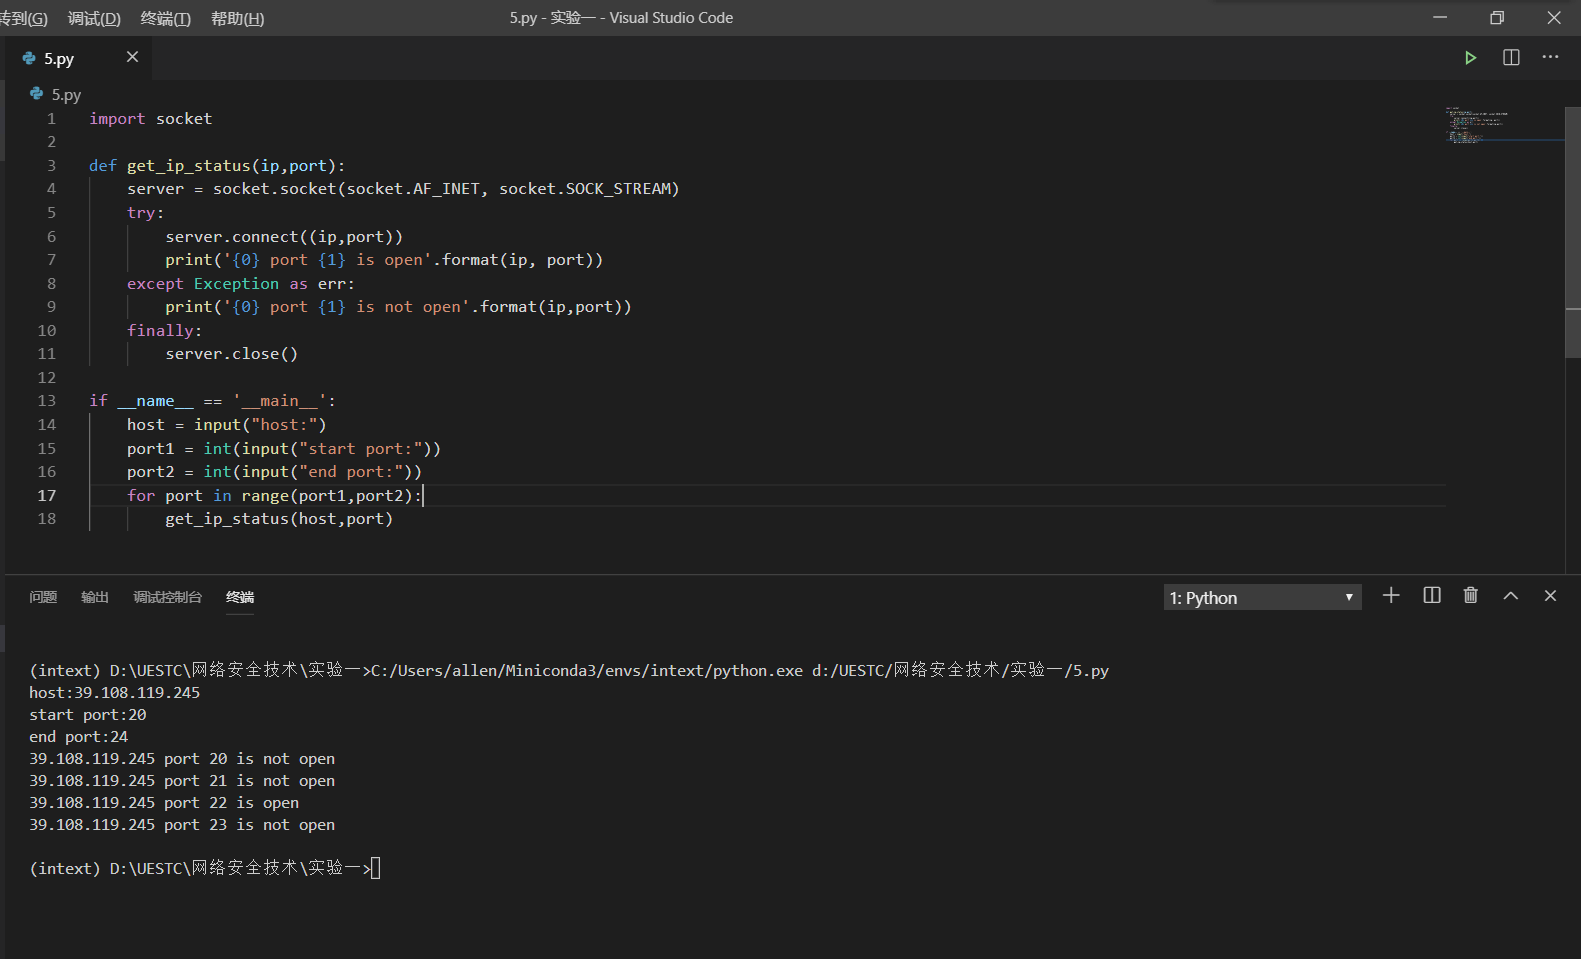 转到(G) 调试(D) 终端(T) 帮助(H) 5.py - 实验一 - Visual Studio Code
5.py
5.py
1 import socket
2
3 def get_ip_status(ip,port):
4 server = socket.socket(socket.AF_INET, socket.SOCK_STREAM)
5 try:
6 server.connect((ip,port))
7 print('{0} port {1} is open'.format(ip, port))
8 except Exception as err:
9 print('{0} port {1} is not open'.format(ip,port))
10 finally:
11 server.close()
12
13 if __name__ == '__main__':
14 host = input("host:")
15 port1 = int(input("start port:"))
16 port2 = int(input("end port:"))
17 for port in range(port1,port2):
18 get_ip_status(host,port)
问题 输出 调试控制台 终端 1: Python
(intext) D:\UESTC\网络安全技术\实验一>C:/Users/allen/Miniconda3/envs/intext/python.exe d:/UESTC/网络安全技术/实验一/5.py
host:39.108.119.245
start port:20
end port:24
39.108.119.245 port 20 is not open
39.108.119.245 port 21 is not open
39.108.119.245 port 22 is open
39.108.119.245 port 23 is not open
(intext) D:\UESTC\网络安全技术\实验一>